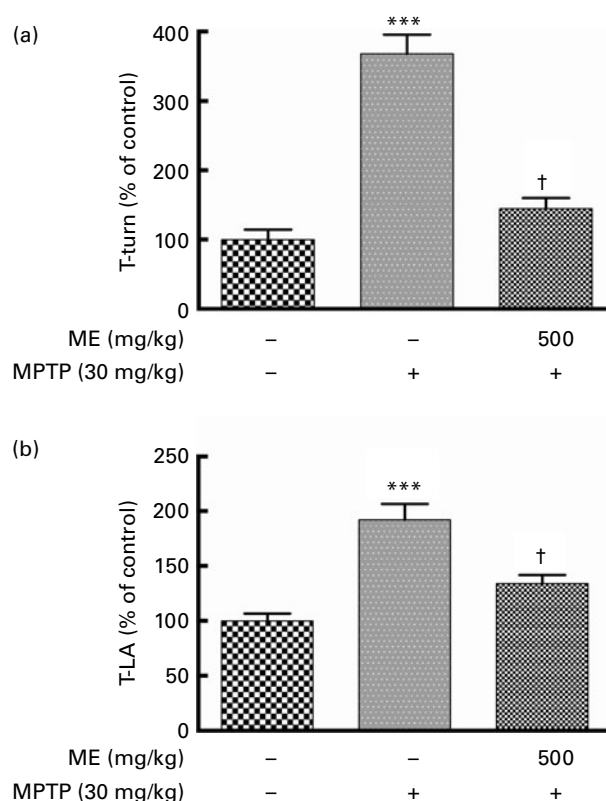 (a)
400
***
300
200
†
100
0
T-turn (% of control)
ME (mg/kg) – – 500
MPTP (30 mg/kg) – + +
(b)
250
***
200
150
†
100
50
0
T-LA (% of control)
ME (mg/kg) – – 500
MPTP (30 mg/kg) – + +